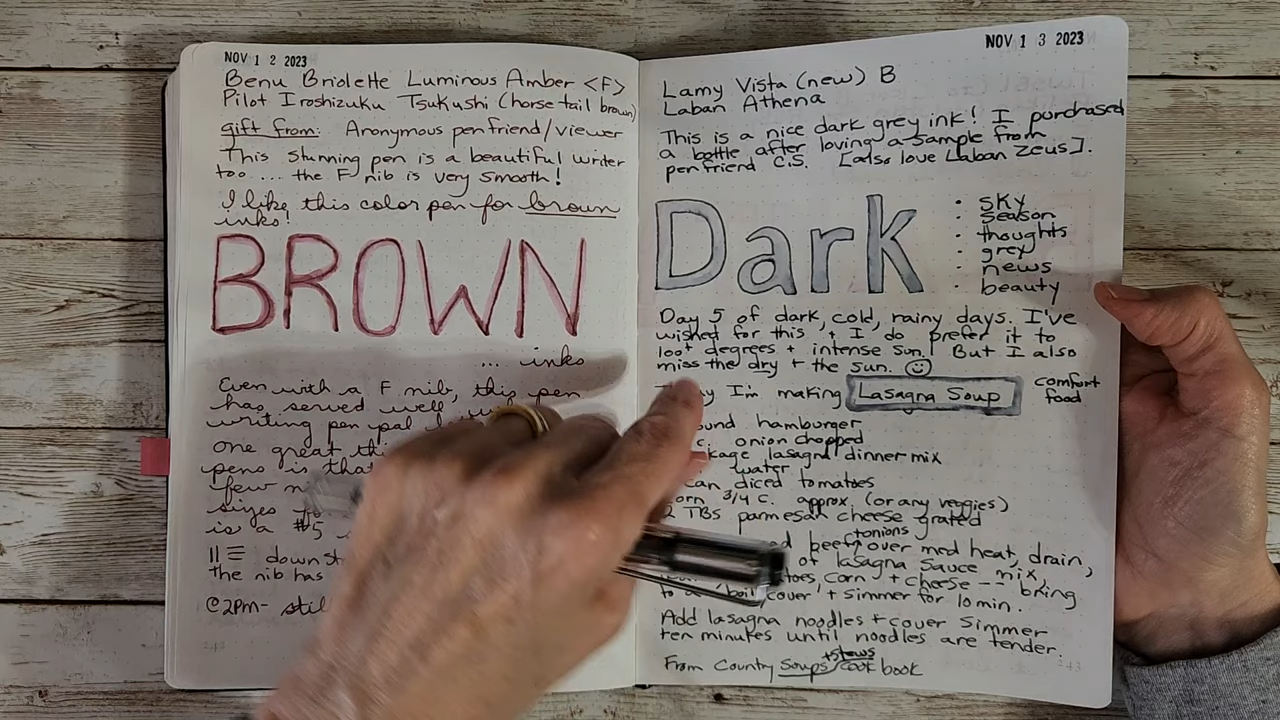 NOV 1 2 2023
Benu Briolette Luminous Amber <F>
Pilot Iroshizuku Tsukushi (horse tail brown)
gift from: Anonymous pen friend/viewer
This stunning pen is a beautiful writer
too ... the F nib is very smooth!
I like this color pen for brown
inks!
BROWN
... inks
Even with a F nib, this pen
has served well
writing pen pal
one great
pens is that
few
sizes
is a #5
down
the nib has
@2pm-
NOV 1 3 2023
Lamy Vista (new) B
Laban Athena
This is a nice dark grey ink! I purchased
a bottle after loving a sample from
pen friend C.S. [also love Laban Zeus].
Dark
• sky
• season
• thoughts
• grey
• news
• beauty
Day 5 of dark, cold, rainy days. I've
wished for this + I do prefer it to
100+ degrees + intense sun. But I also
miss the dry + the sun. ☺
I'm making Lasagna Soup comfort
food
hamburger
c. onion chopped
lasagna dinner mix
water
can diced tomatoes
3/4 c. approx. (or any veggies)
2 TBS parmesan cheese grated
beef +onions over med heat, drain,
of lasagna sauce mix,
corn + cheese -- bring
to a boil cover + simmer for 10 min.
Add lasagna noodles + cover simmer
ten minutes until noodles are tender.
From County Soups +stews cook book